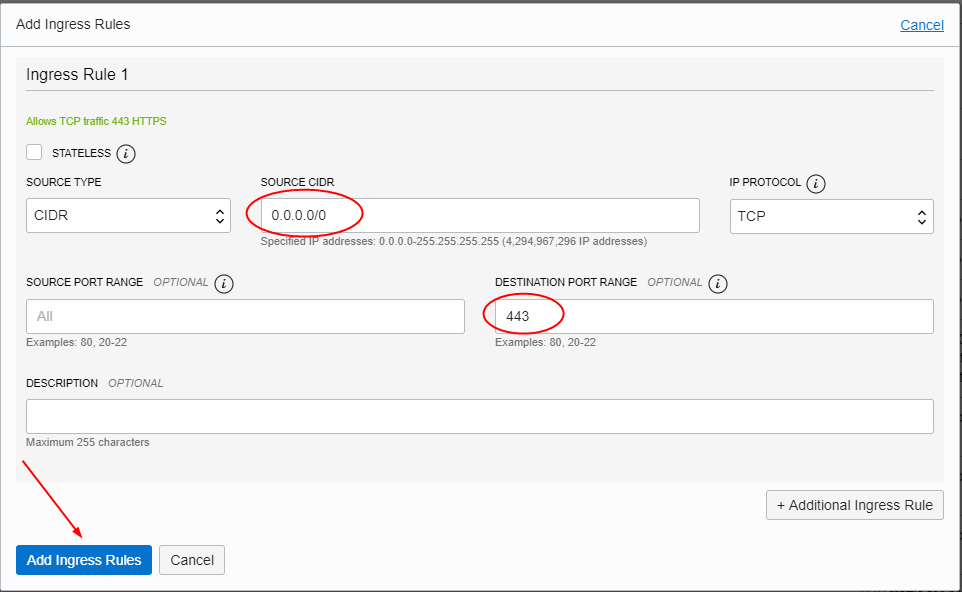 Add Ingress Rules
Cancel
Ingress Rule 1
Allows TCP traffic 443 HTTPS
STATELESS i
SOURCE TYPE
SOURCE CIDR
IP PROTOCOL i
CIDR
0.0.0.0/0
TCP
Specified IP addresses: 0.0.0.0-255.255.255.255 (4,294,967,296 IP addresses)
SOURCE PORT RANGE OPTIONAL i
DESTINATION PORT RANGE OPTIONAL i
All
443
Examples: 80, 20-22
Examples: 80, 20-22
DESCRIPTION OPTIONAL
Maximum 255 characters
+ Additional Ingress Rule
Add Ingress Rules
Cancel